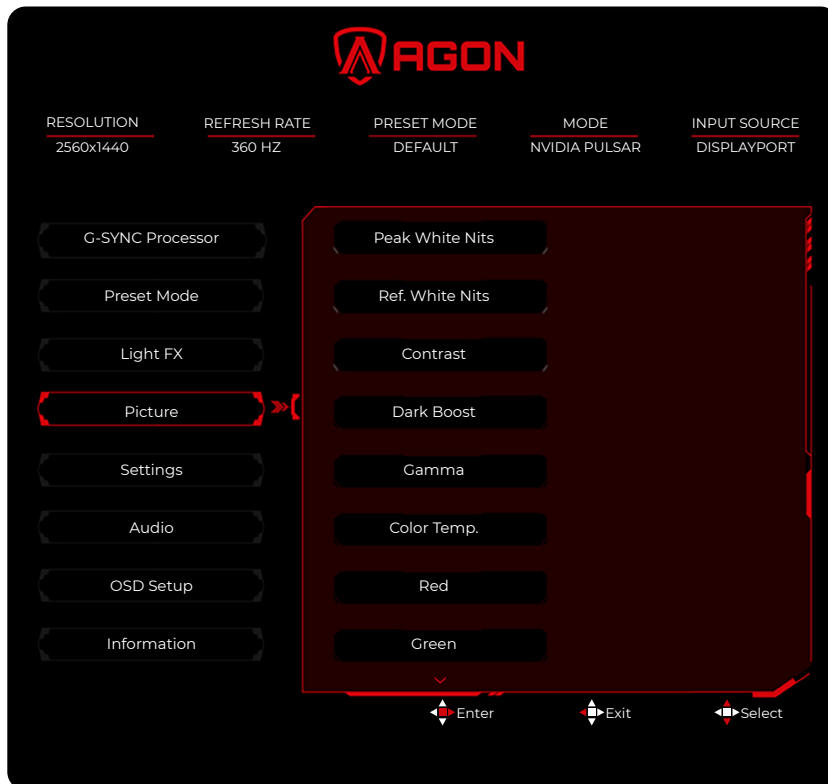 AGON
RESOLUTION REFRESH RATE PRESET MODE MODE INPUT SOURCE
2560x1440 360 HZ DEFAULT NVIDIA PULSAR DISPLAYPORT
G-SYNC Processor Peak White Nits
Preset Mode Ref. White Nits
Light FX Contrast
Picture Dark Boost
Settings Gamma
Audio Color Temp.
OSD Setup Red
Information Green
Enter Exit Select